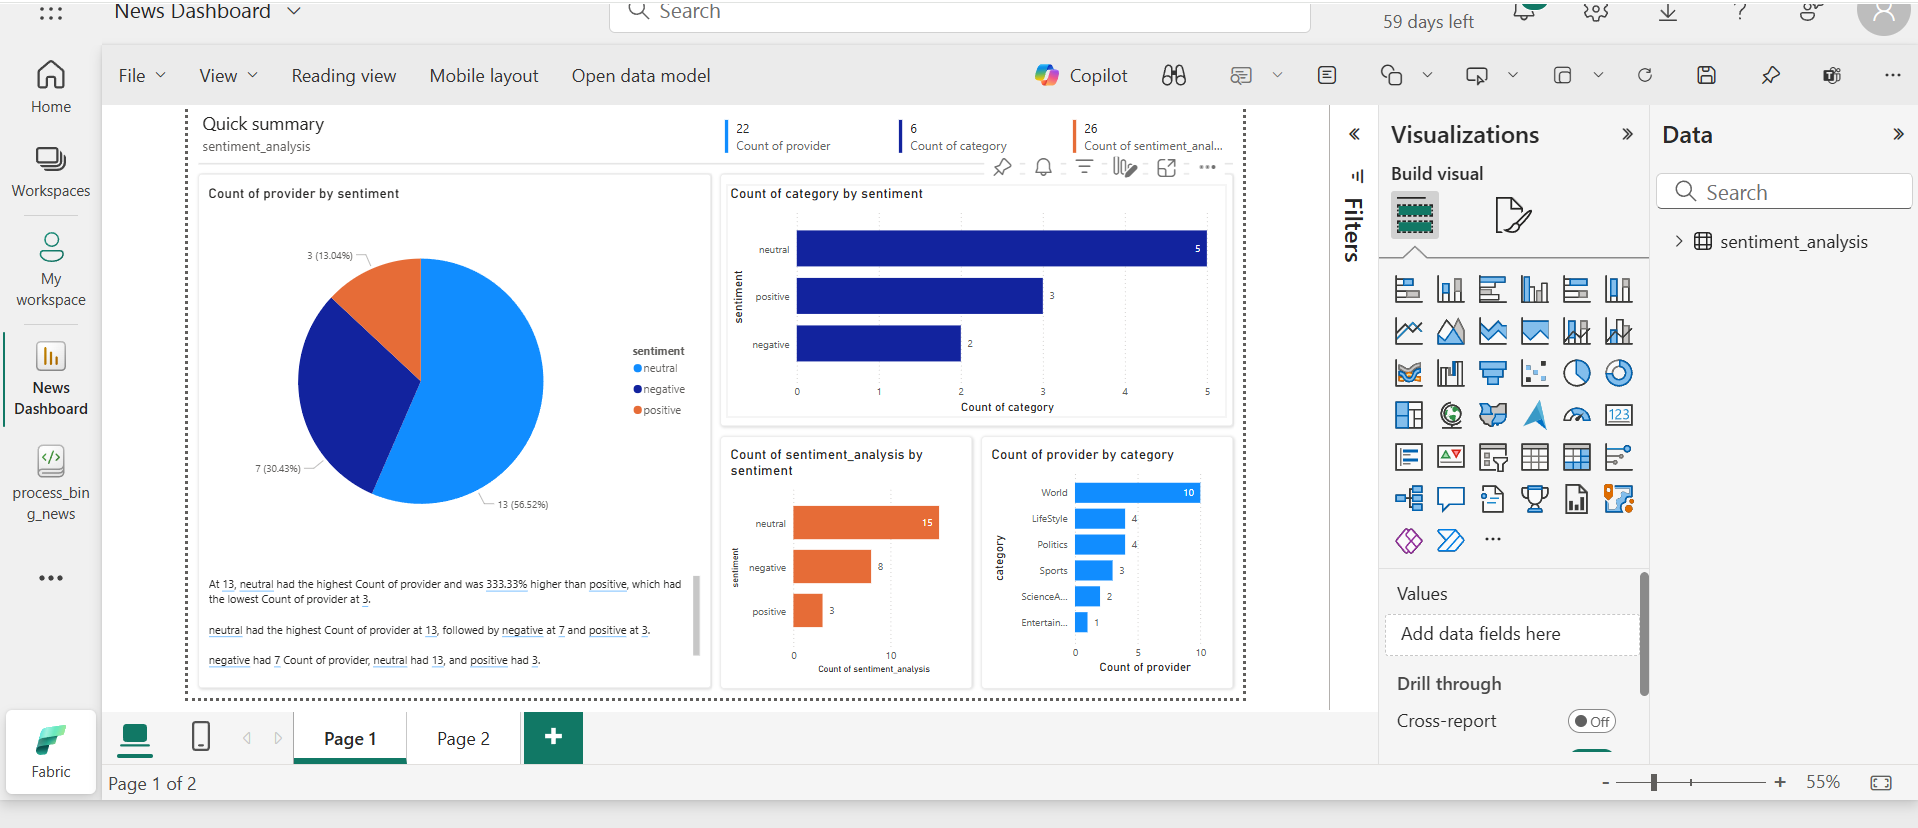 News Dashboard
Search
59 days left
File
View
Reading view
Mobile layout
Open data model
Copilot
Home
Workspaces
My
workspace
News
Dashboard
process_bin
g_news
Fabric
Quick summary
sentiment_analysis
22
Count of provider
6
Count of category
26
Count of sentiment_anal...
Count of provider by sentiment
3 (13.04%)
7 (30.43%)
13 (56.52%)
sentiment
neutral
negative
positive
At 13, neutral had the highest Count of provider and was 333.33% higher than positive, which had
the lowest Count of provider at 3.
neutral had the highest Count of provider at 13, followed by negative at 7 and positive at 3.
negative had 7 Count of provider, neutral had 13, and positive had 3.
Count of category by sentiment
sentiment
neutral
5
positive
3
negative
2
0 1 2 3 4 5
Count of category
Count of sentiment_analysis by
sentiment
sentiment
neutral
15
negative
8
positive
3
0 10
Count of sentiment_analysis
Count of provider by category
category
World
10
LifeStyle
4
Politics
4
Sports
3
ScienceA...
2
Entertain...
1
0 5 10
Count of provider
Filters
Visualizations
Build visual
123
Values
Add data fields here
Drill through
Cross-report
Off
Data
Search
sentiment_analysis
Page 1
Page 2
+
Page 1 of 2
- + 55%